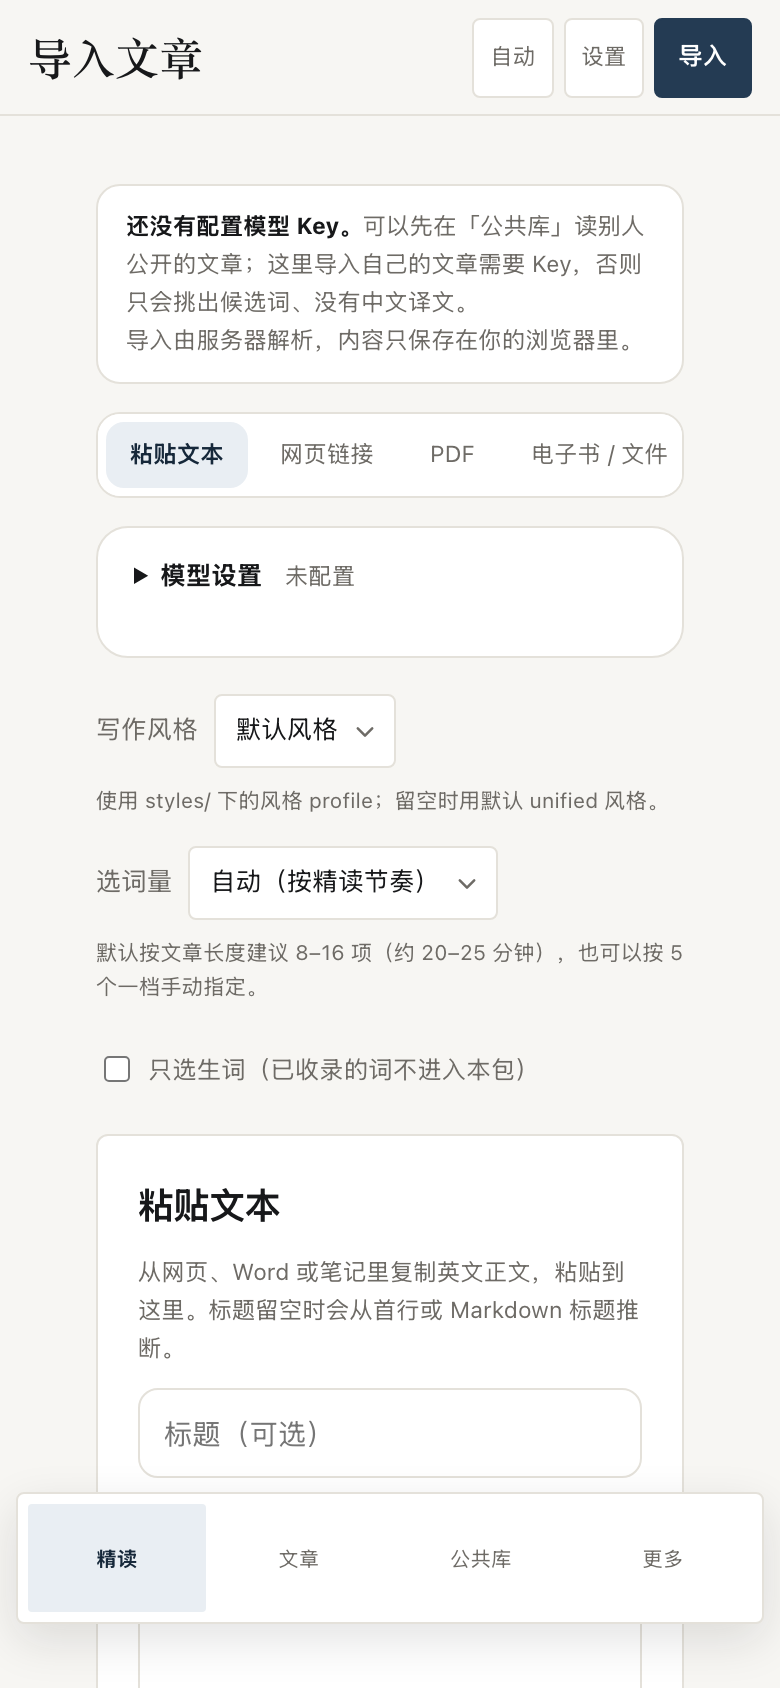 导入文章
自动
设置
导入
还没有配置模型 Key。可以先在「公共库」读别人
公开的文章；这里导入自己的文章需要 Key，否则
只会挑出候选词、没有中文译文。
导入由服务器解析，内容只保存在你的浏览器里。
粘贴文本
网页链接
PDF
电子书 / 文件
模型设置 未配置
写作风格 默认风格
使用 styles/ 下的风格 profile；留空时用默认 unified 风格。
选词量 自动（按精读节奏）
默认按文章长度建议 8–16 项（约 20–25 分钟），也可以按 5
个一档手动指定。
只选生词（已收录的词不进入本包）
粘贴文本
从网页、Word 或笔记里复制英文正文，粘贴到
这里。标题留空时会从首行或 Markdown 标题推
断。
标题（可选）
精读
文章
公共库
更多